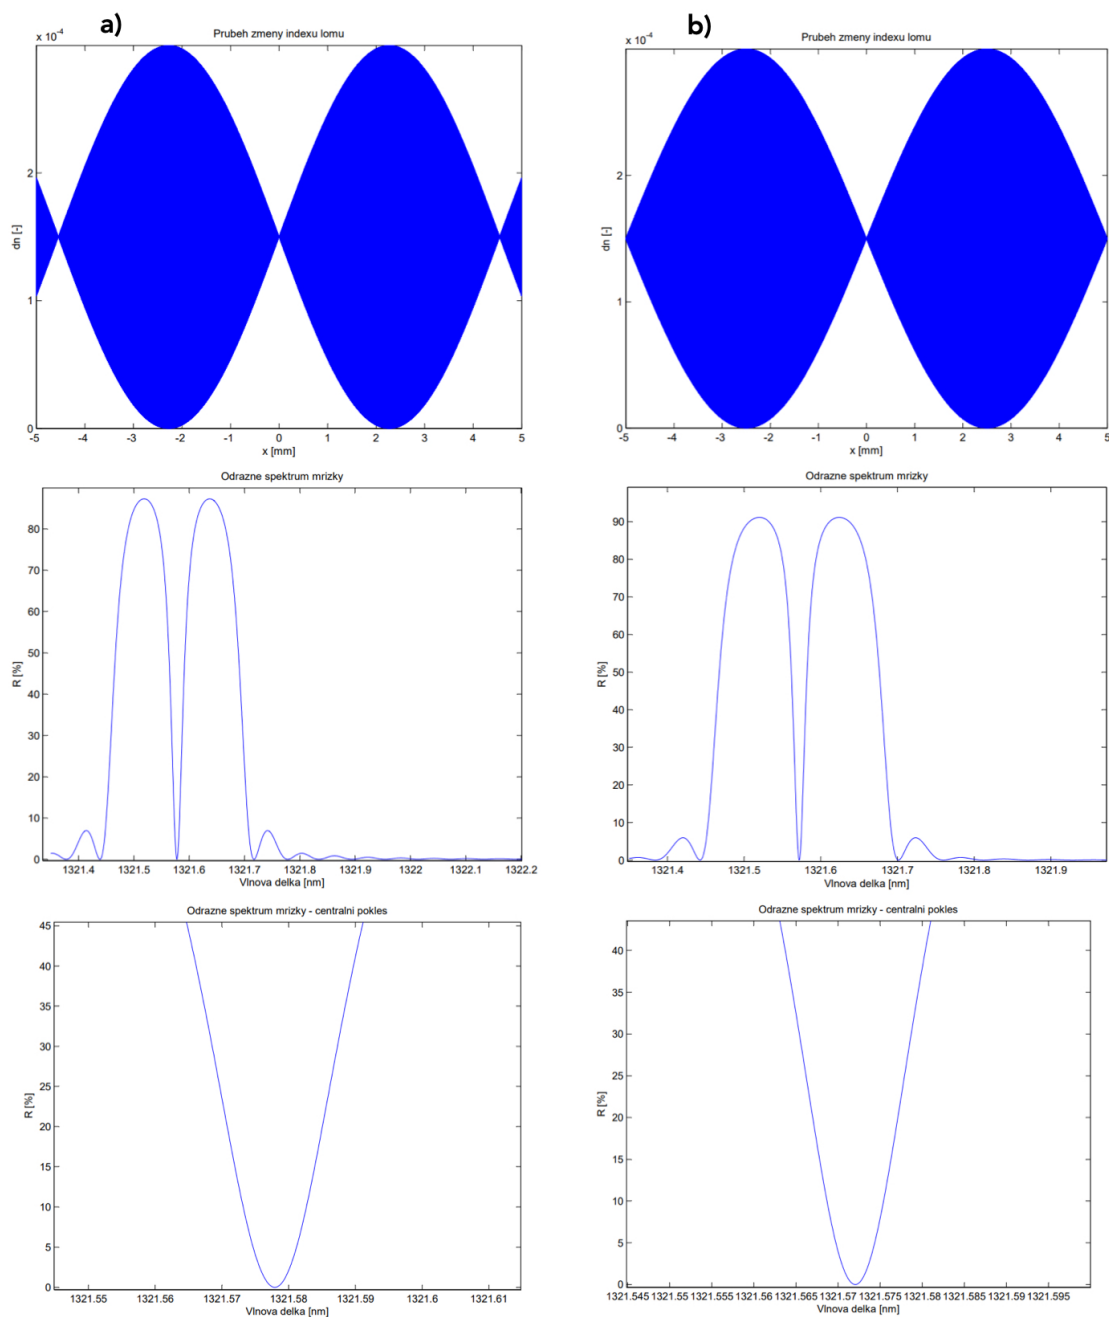 a)
Prubeh zmeny indexu lomu
x 10⁻⁴
dn [-]
2
1
0
-5 -4 -3 -2 -1 0 1 2 3 4 5
x [mm]
b)
Prubeh zmeny indexu lomu
x 10⁻⁴
dn [-]
2
1
0
-5 -4 -3 -2 -1 0 1 2 3 4 5
x [mm]
Odrazne spektrum mrizky
R [%]
80
70
60
50
40
30
20
10
0
1321.4 1321.5 1321.6 1321.7 1321.8 1321.9 1322 1322.1 1322.2
Vlnova delka [nm]
Odrazne spektrum mrizky
R [%]
90
80
70
60
50
40
30
20
10
0
1321.4 1321.5 1321.6 1321.7 1321.8 1321.9
Vlnova delka [nm]
Odrazne spektrum mrizky - centralni pokles
R [%]
45
40
35
30
25
20
15
10
5
0
1321.55 1321.56 1321.57 1321.58 1321.59 1321.6 1321.61
Vlnova delka [nm]
Odrazne spektrum mrizky - centralni pokles
R [%]
40
35
30
25
20
15
10
5
0
1321.545 1321.55 1321.555 1321.56 1321.565 1321.57 1321.575 1321.58 1321.585 1321.59 1321.595
Vlnova delka [nm]